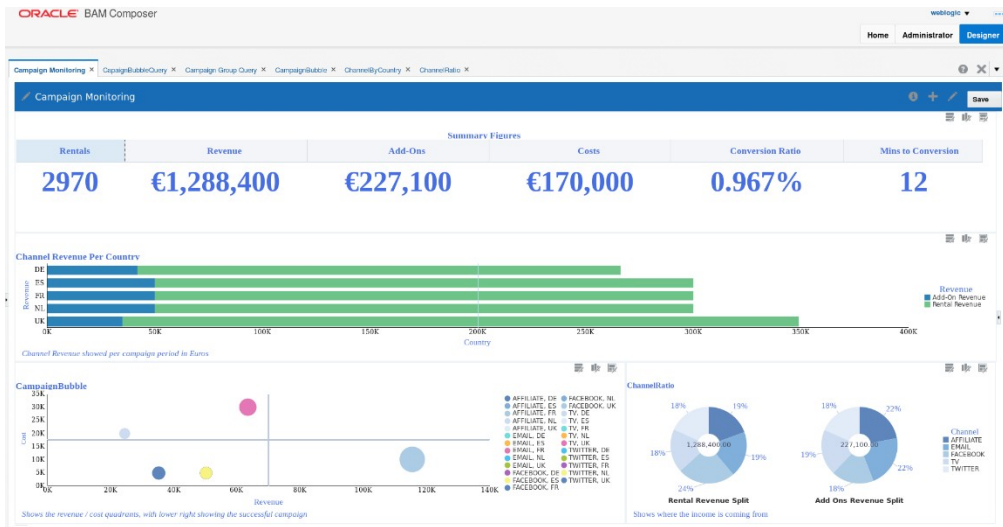 ORACLE BAM Composer
weblogic
Home Administrator Designer
Campaign Monitoring × CapaignBubbleQuery × Campaign Group Query × CampaignBubble × ChannelByCountry × ChannelRatio ×
Campaign Monitoring
Save
Summary Figures
Rentals Revenue Add-Ons Costs Conversion Ratio Mins to Conversion
2970 €1,288,400 €227,100 €170,000 0.967% 12
Channel Revenue Per Country
Revenue
DE
ES
FR
NL
UK
0K 50K 100K 150K 200K 250K 300K 350K 400K
Country
Revenue
Add-On Revenue
Rental Revenue
Channel Revenue showed per campaign period in Euros
CampaignBubble
Cost
35K
30K
25K
20K
15K
10K
5K
0K
0K 20K 40K 60K 80K 100K 120K 140K
Revenue
AFFILIATE, DE FACEBOOK, NL
AFFILIATE, ES FACEBOOK, UK
AFFILIATE, FR TV, DE
AFFILIATE, NL TV, ES
AFFILIATE, UK TV, FR
EMAIL, DE TV, NL
EMAIL, ES TV, UK
EMAIL, FR TWITTER, DE
EMAIL, NL TWITTER, ES
EMAIL, UK TWITTER, FR
FACEBOOK, DE TWITTER, NL
FACEBOOK, ES TWITTER, UK
FACEBOOK, FR
Shows the revenue / cost quadrants, with lower right showing the successful campaign
ChannelRatio
18% 19%
1,288,400.00
18% 19%
24%
Rental Revenue Split
18% 22%
227,100.00
19% 22%
18%
Add Ons Revenue Split
Channel
AFFILIATE
EMAIL
FACEBOOK
TV
TWITTER
Shows where the income is coming from